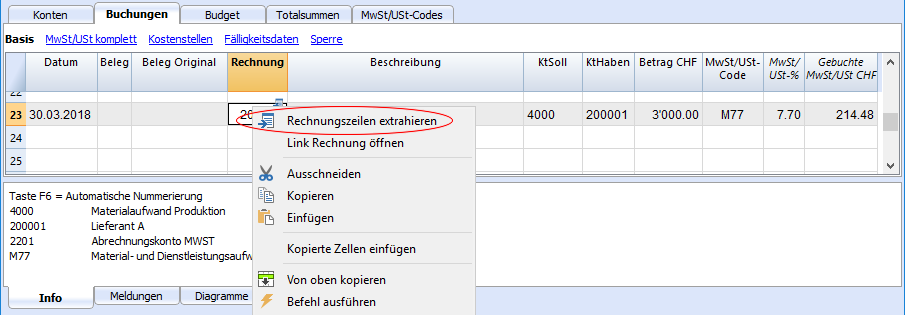 Konten Buchungen Budget Totalsummen MwSt/USt-Codes
Basis MwSt/USt komplett Kostenstellen Fälligkeitsdaten Sperre
Datum Beleg Beleg Original Rechnung Beschreibung KtSoll KtHaben Betrag CHF MwSt/USt-Code MwSt/USt-% Gebuchte MwSt/USt CHF
22
23 30.03.2018 20 4000 200001 3'000.00 M77 7.70 214.48
Rechnungszeilen extrahieren
24
Link Rechnung öffnen
25
Ausschneiden
Taste F6 = Automatische Nummerierung
Kopieren
4000 Materialaufwand Produktion
200001 Lieferant A
Einfügen
2201 Abrechnungskonto MWST
Kopierte Zellen einfügen
M77 Material- und Dienstleistungsaufw
Von oben kopieren
Info Meldungen Diagramme
Befehl ausführen